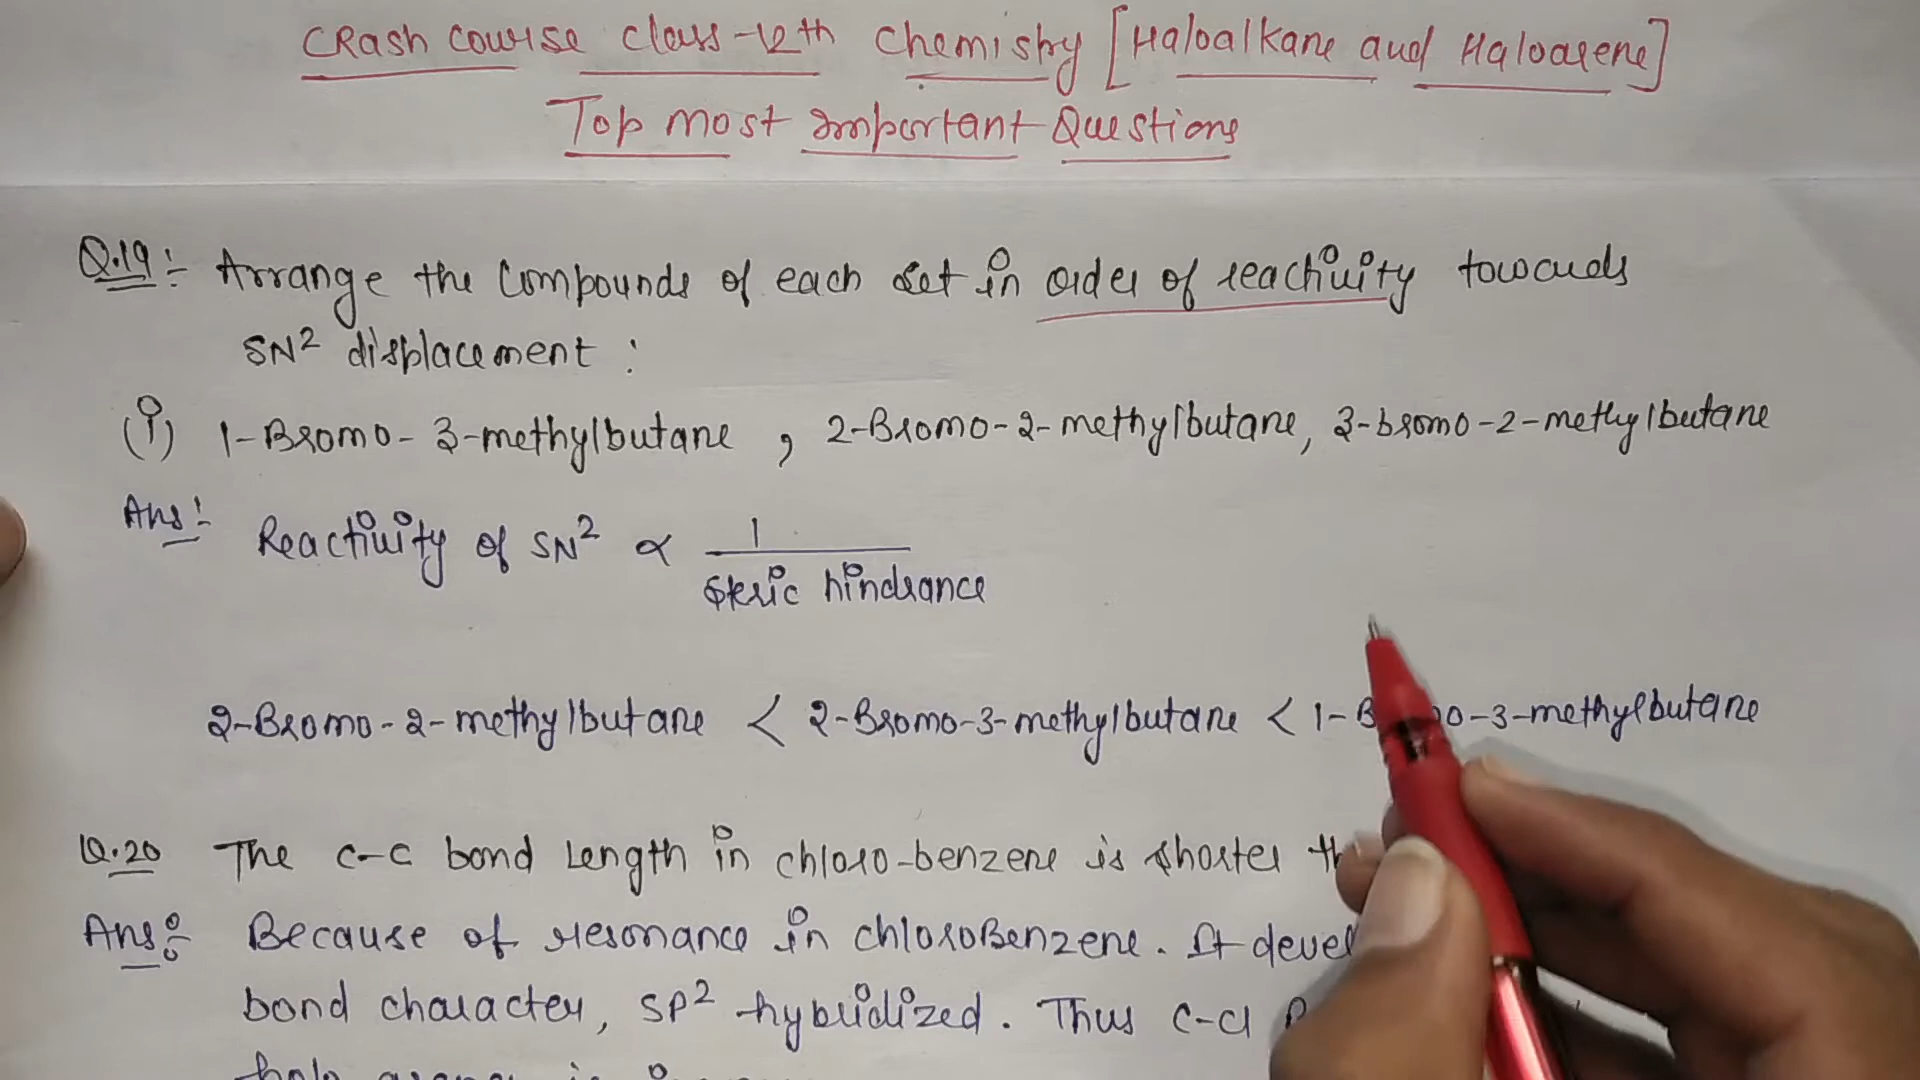 Crash course class-12th chemistry [Haloalkane and Haloarene]
Top most important Questions
Q.19:- Arrange the compounds of each set in order of reactivity towards
SN² displacement :
(i) 1-Bromo-3-methylbutane, 2-Bromo-2-methylbutane, 3-bromo-2-methylbutane
Ans:- Reactivity of SN² ∝ 1 / Steric hindrance
2-Bromo-2-methylbutane < 2-Bromo-3-methylbutane < 1-B o-3-methylbutane
Q.20 The C-C bond Length in chloro-benzene is shorter th
Ans:- Because of resonance in chloroBenzene. It devel
bond character, SP² hybridized. Thus C-Cl